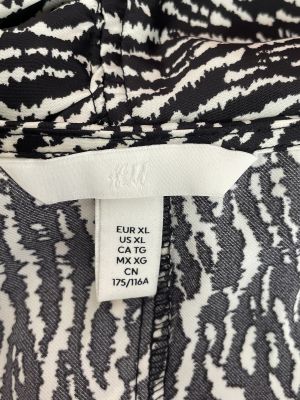 H&M
EUR XL
US XL
CA TG
MX XG
CN
175/116A